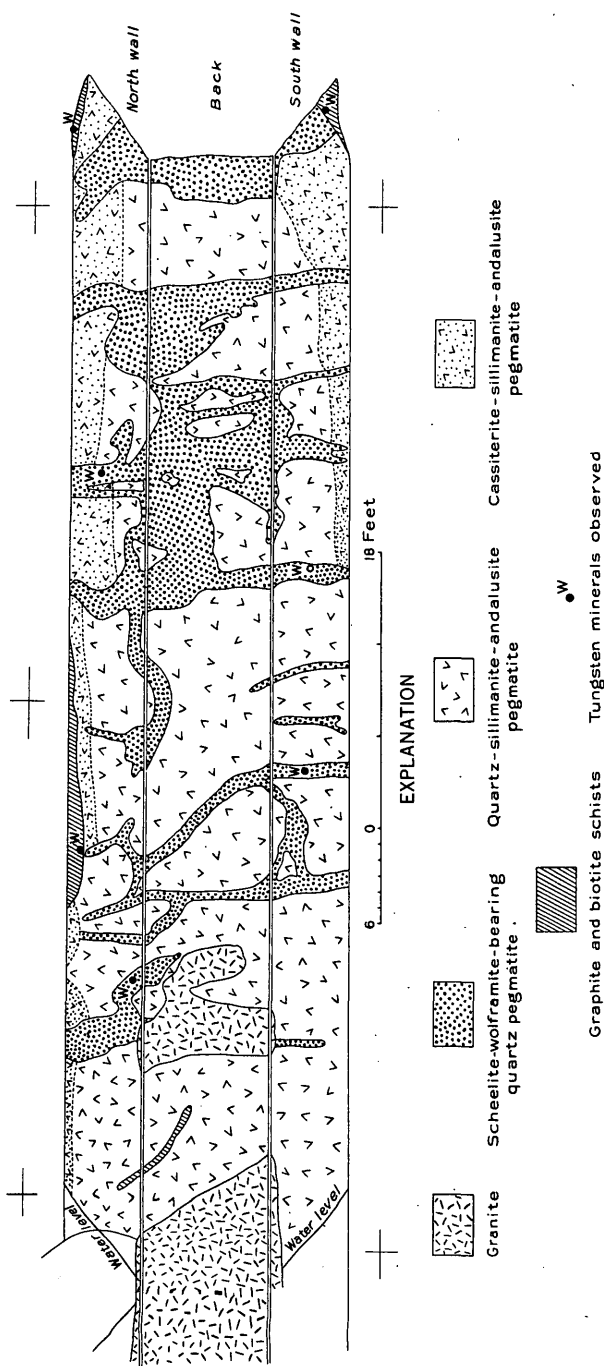 North wall
Back
South wall
W
W
W
W
W
W
W
W
Water level
Water level
6 0 18 Feet
EXPLANATION
Granite
Scheelite-wolframite-bearing
quartz pegmatite
Quartz-sillimanite-andalusite
pegmatite
Cassiterite-sillimanite-andalusite
pegmatite
Graphite and biotite schists
W
Tungsten minerals observed